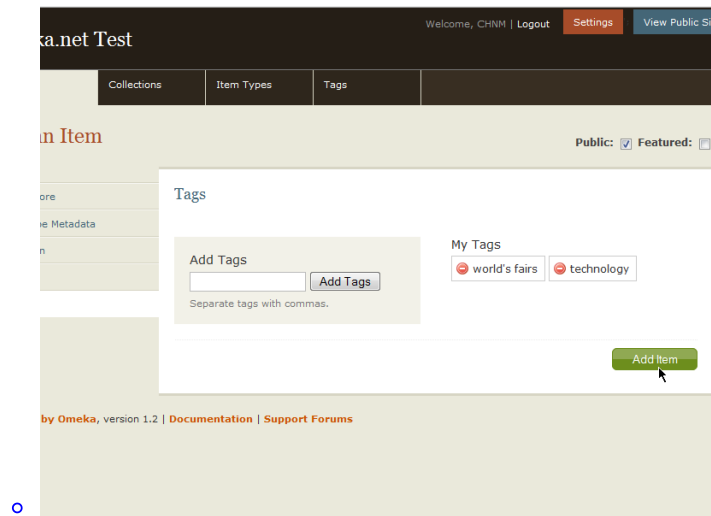 ka.net Test
Welcome, CHNM | Logout
Settings
View Public Si
Collections
Item Types
Tags
n Item
Public:
Featured:
ore
pe Metadata
n
Tags
Add Tags
Add Tags
Separate tags with commas.
My Tags
world's fairs
technology
Add Item
by Omeka, version 1.2 | Documentation | Support Forums